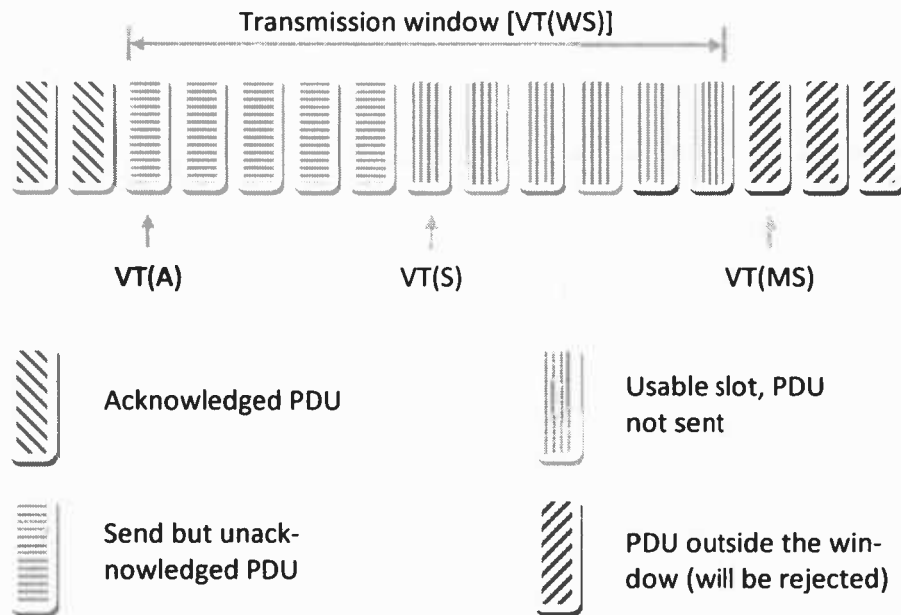 Transmission window [VT(WS)]
VT(A)
VT(S)
VT(MS)
Acknowledged PDU
Usable slot, PDU
not sent
Send but unack-
nowledged PDU
PDU outside the win-
dow (will be rejected)